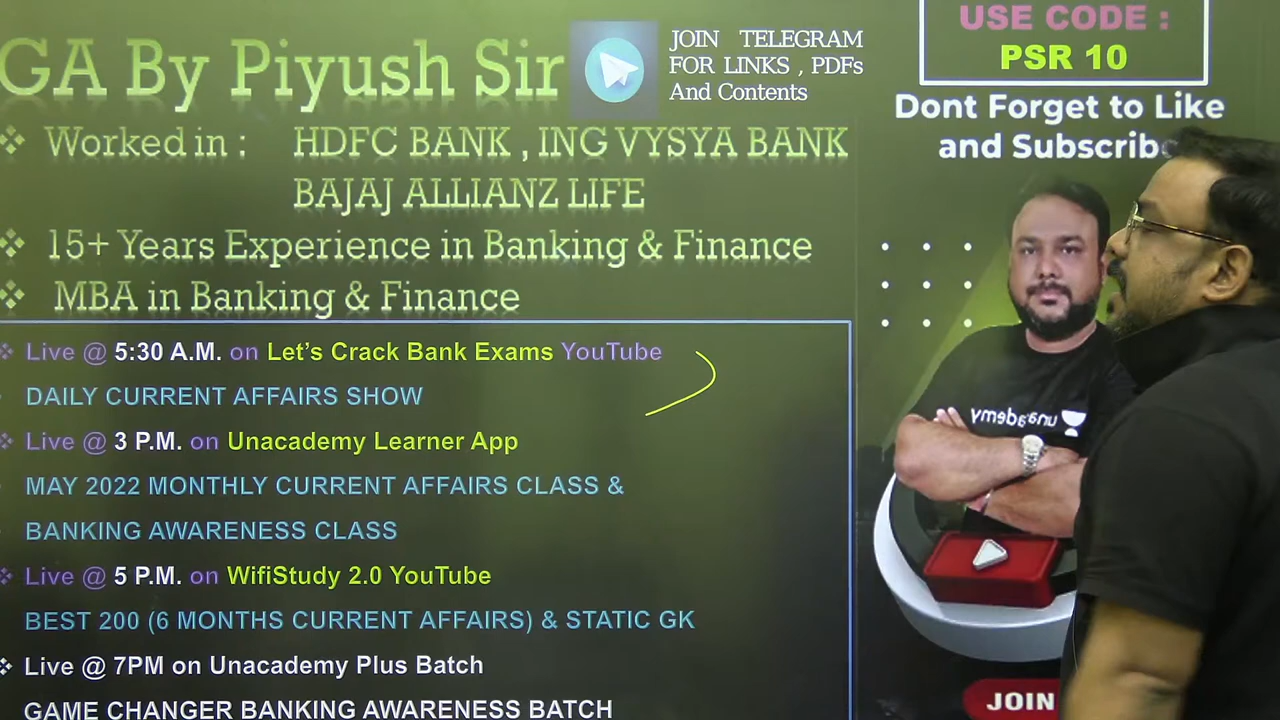 GA By Piyush Sir
JOIN TELEGRAM
FOR LINKS , PDFs
And Contents
❖ Worked in : HDFC BANK , ING VYSYA BANK
BAJAJ ALLIANZ LIFE
❖ 15+ Years Experience in Banking & Finance
❖ MBA in Banking & Finance
❖ Live @ 5:30 A.M. on Let's Crack Bank Exams YouTube
DAILY CURRENT AFFAIRS SHOW
❖ Live @ 3 P.M. on Unacademy Learner App
MAY 2022 MONTHLY CURRENT AFFAIRS CLASS &
BANKING AWARENESS CLASS
❖ Live @ 5 P.M. on WifiStudy 2.0 YouTube
BEST 200 (6 MONTHS CURRENT AFFAIRS) & STATIC GK
❖ Live @ 7PM on Unacademy Plus Batch
GAME CHANGER BANKING AWARENESS BATCH
USE CODE :
PSR 10
Dont Forget to Like
and Subscrib
unacademy
JOIN